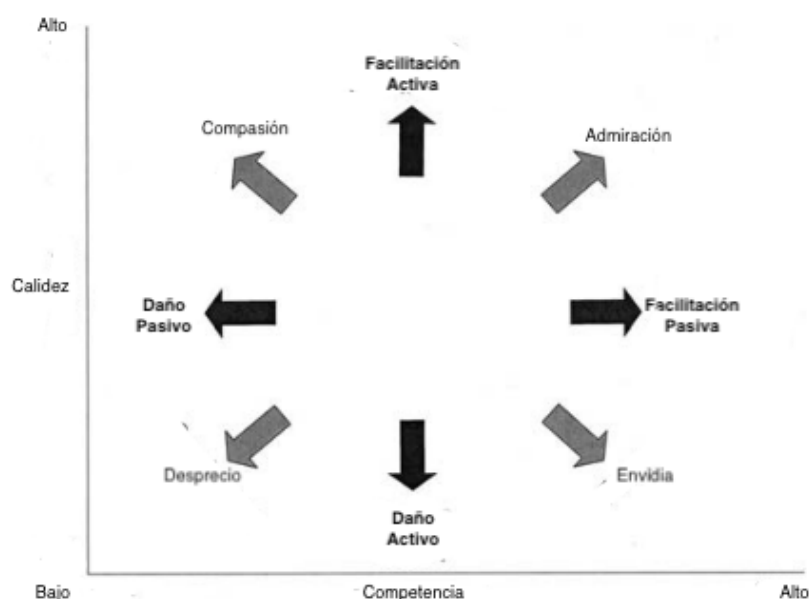 Alto
Facilitación
Activa
Compasión
Admiración
Calidez
Daño
Pasivo
Facilitación
Pasiva
Desprecio
Envidia
Daño
Activo
Bajo
Competencia
Alto